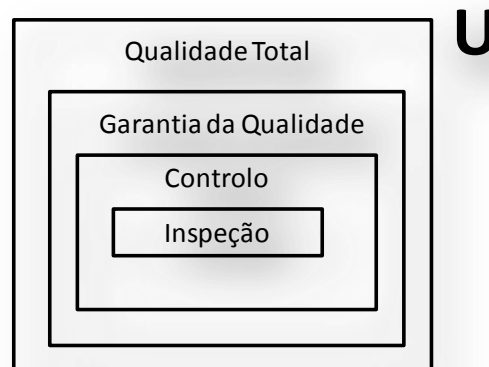 Qualidade Total
U
Garantia da Qualidade
Controlo
Inspeção